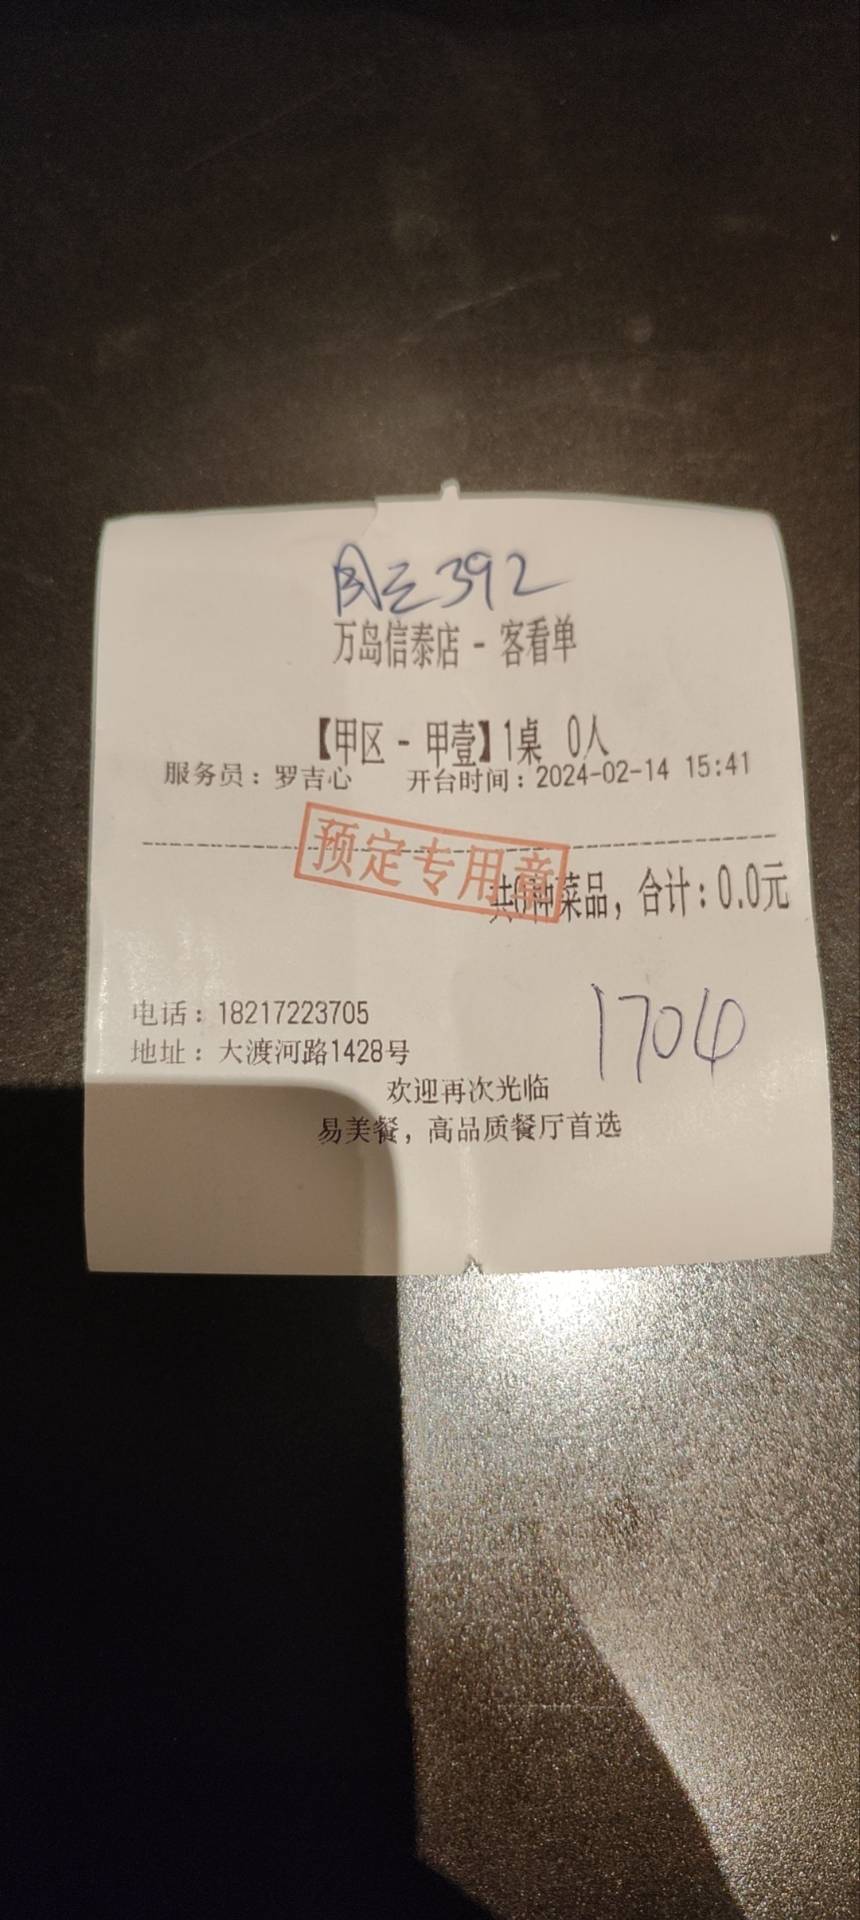 392
万岛信泰店 - 客看单
【甲区 - 甲壹】1桌 0人
服务员：罗吉心 开台时间：2024-02-14 15:41
预定专用章
共0种菜品，合计：0.0元
电话：18217223705
1704
地址：大渡河路1428号
欢迎再次光临
易美餐，高品质餐厅首选